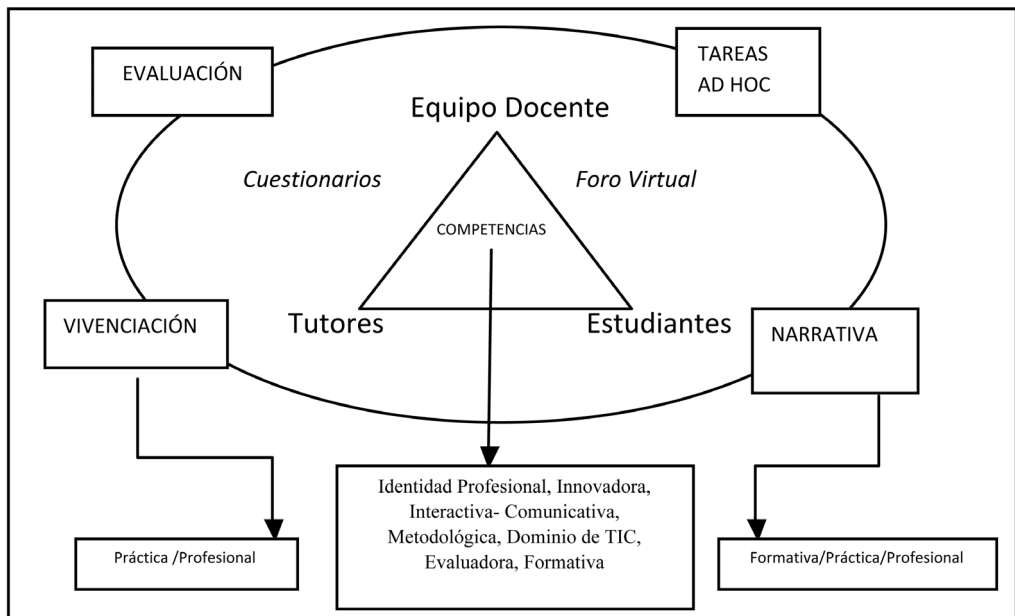 EVALUACIÓN
TAREAS
AD HOC
Equipo Docente
Cuestionarios
Foro Virtual
COMPETENCIAS
VIVENCIACIÓN
Tutores
Estudiantes
NARRATIVA
Identidad Profesional, Innovadora,
Interactiva- Comunicativa,
Metodológica, Dominio de TIC,
Evaluadora, Formativa
Práctica /Profesional
Formativa/Práctica/Profesional